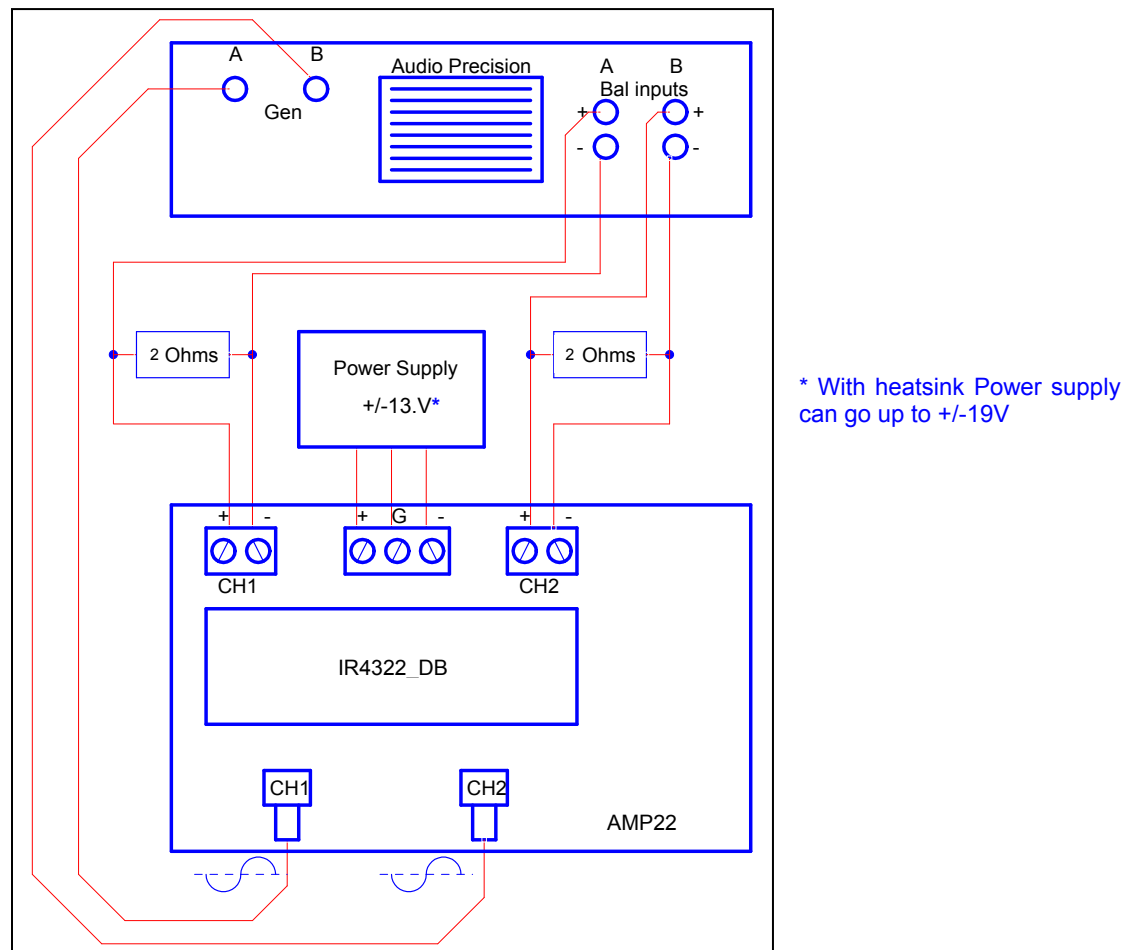 A B
Audio Precision
A B
Bal inputs
Gen
+ +
- -
2 Ohms
Power Supply
+/-13.V*
2 Ohms
* With heatsink Power supply
can go up to +/-19V
+ -
+ G -
+ -
CH1
CH2
IR4322_DB
CH1
CH2
AMP22